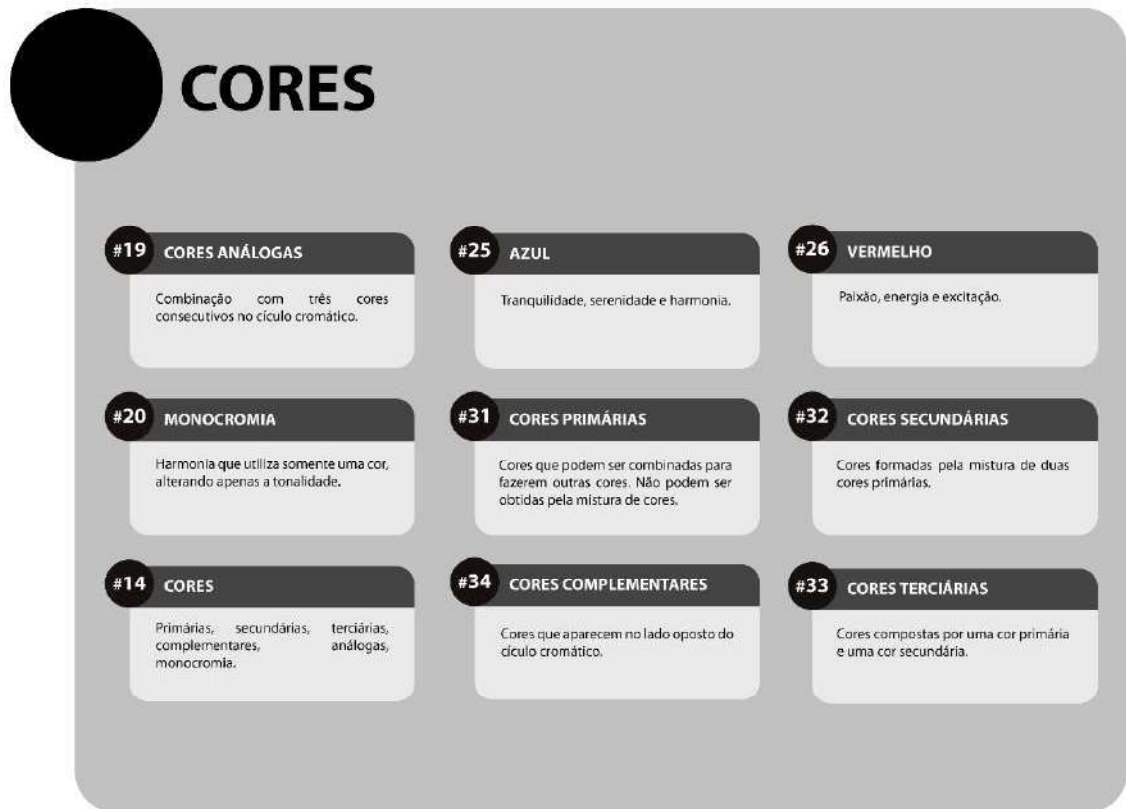 CORES
#19 CORES ANÁLOGAS
Combinação com três cores
consecutivos no cículo cromático.
#25 AZUL
Tranquilidade, serenidade e harmonia.
#26 VERMELHO
Paixão, energia e excitação.
#20 MONOCROMIA
Harmonia que utiliza somente uma cor,
alterando apenas a tonalidade.
#31 CORES PRIMÁRIAS
Cores que podem ser combinadas para
fazerem outras cores. Não podem ser
obtidas pela mistura de cores.
#32 CORES SECUNDÁRIAS
Cores formadas pela mistura de duas
cores primárias.
#14 CORES
Primárias, secundárias, terciárias,
complementares, análogas,
monocromia.
#34 CORES COMPLEMENTARES
Cores que aparecem no lado oposto do
cículo cromático.
#33 CORES TERCIÁRIAS
Cores compostas por uma cor primária
e uma cor secundária.